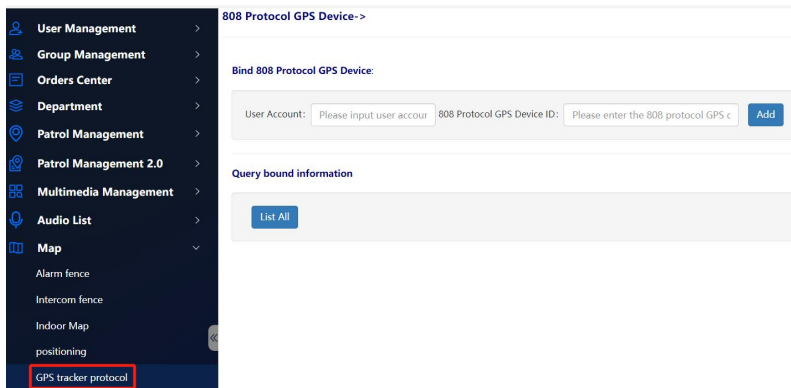 808 Protocol GPS Device->
User Management
Group Management
Orders Center
Department
Patrol Management
Patrol Management 2.0
Multimedia Management
Audio List
Map
Alarm fence
Intercom fence
Indoor Map
positioning
GPS tracker protocol
Bind 808 Protocol GPS Device:
User Account: Please input user accour 808 Protocol GPS Device ID: Please enter the 808 protocol GPS c Add
Query bound information
List All